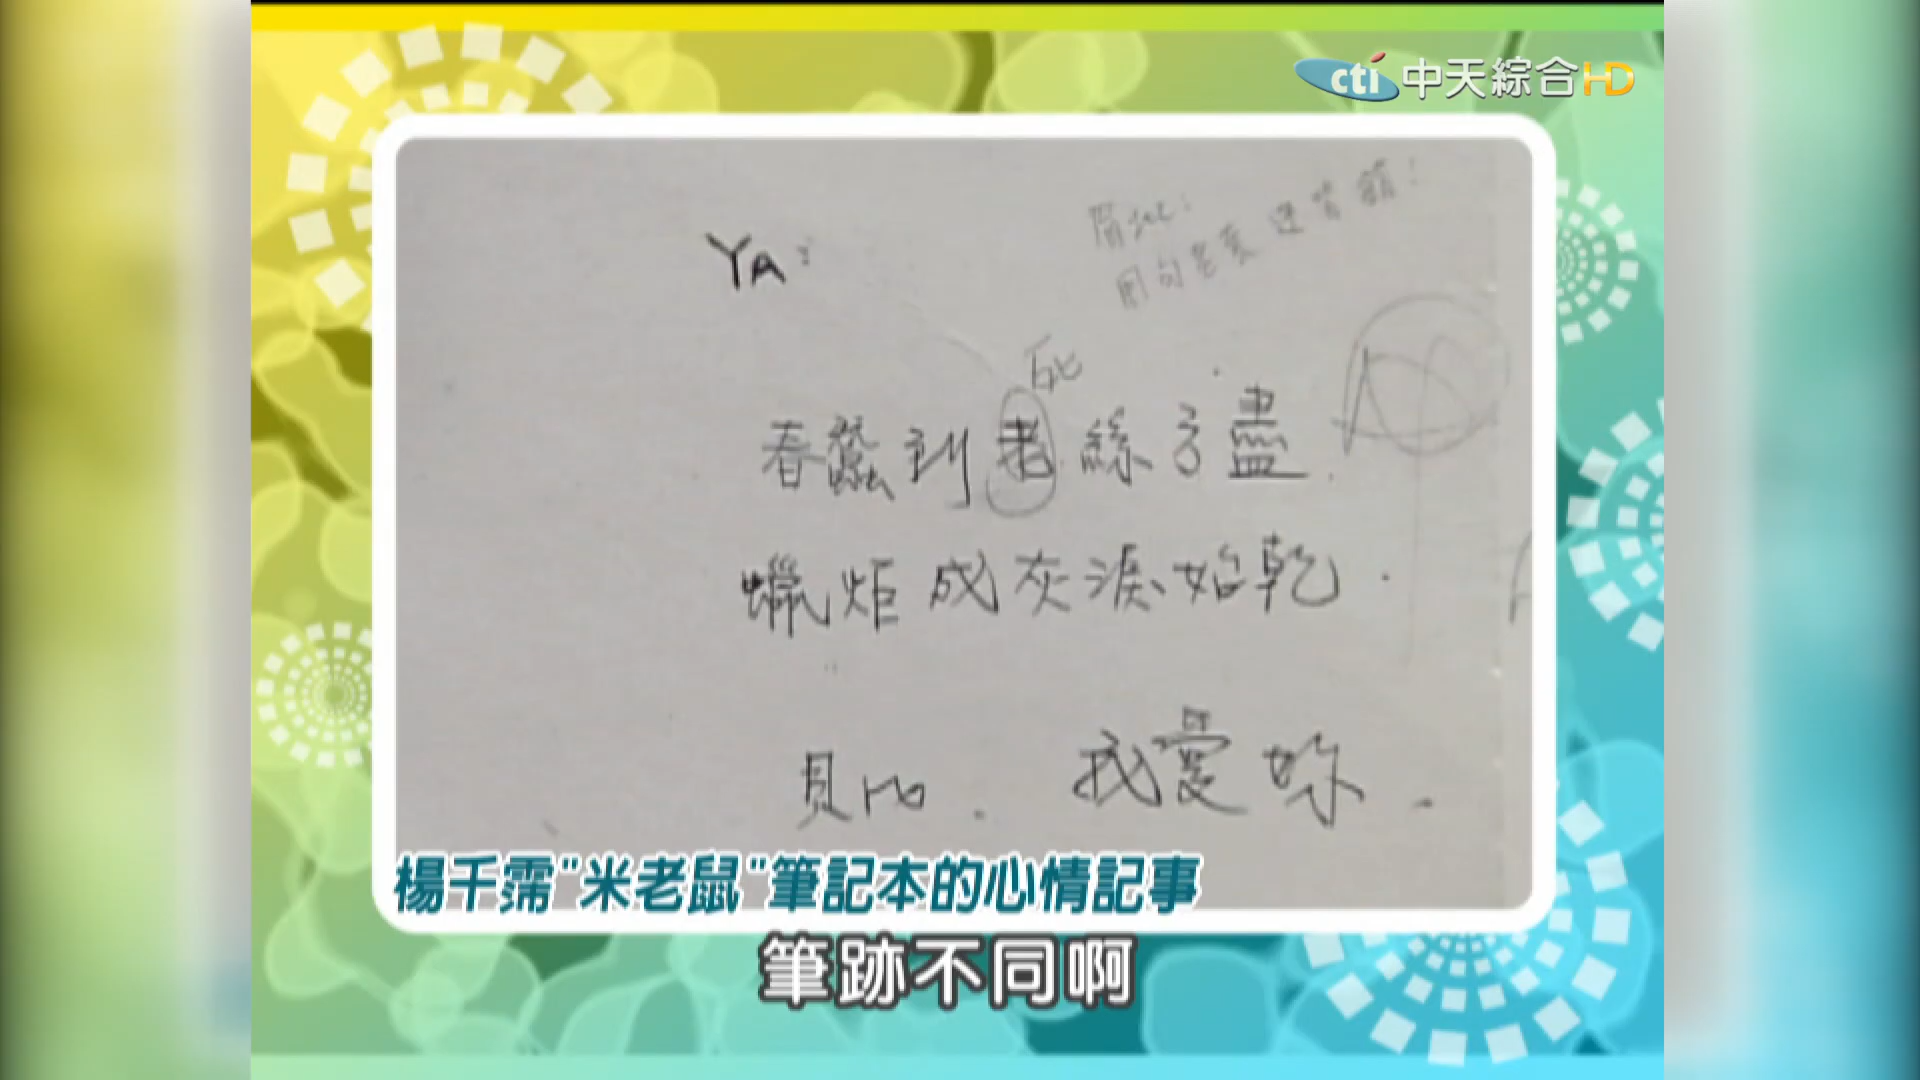 cti 中天綜合HD
YA:
死
春蠶到老絲方盡.
蠟炬成灰淚始乾.
貝比. 我愛妳.
楊千霈"米老鼠"筆記本的心情記事
筆跡不同啊